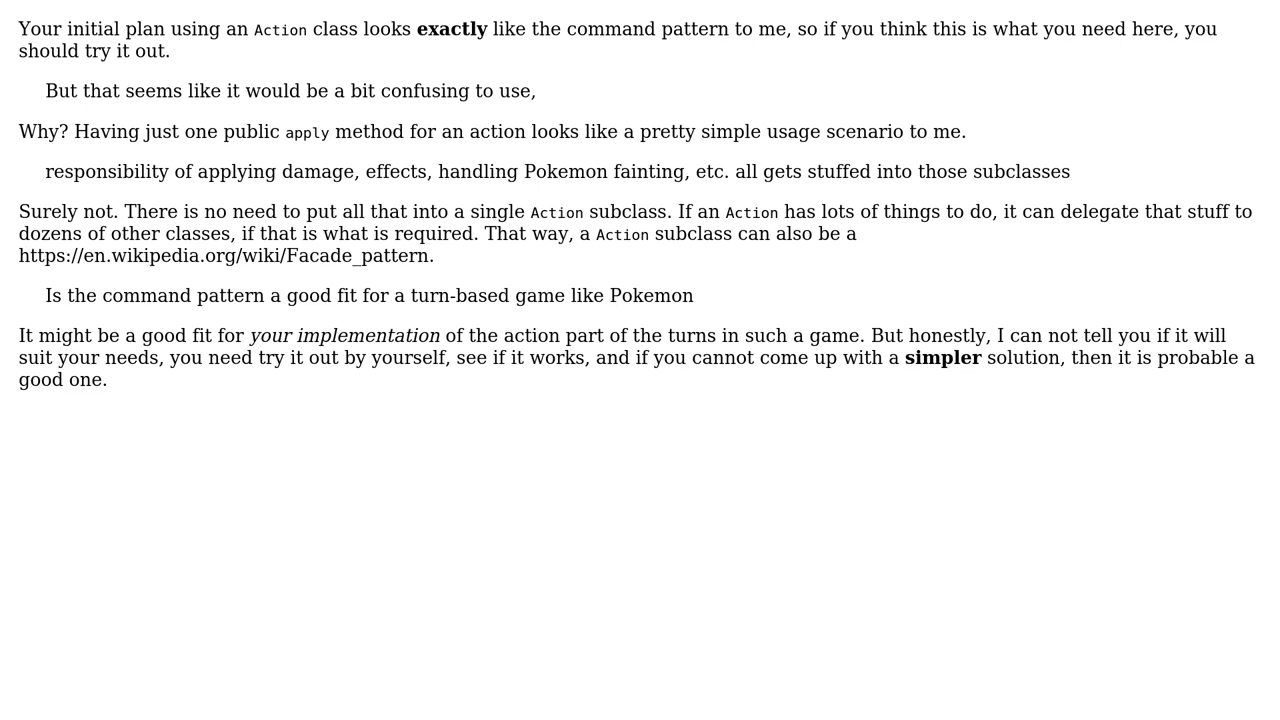 Your initial plan using an Action class looks exactly like the command pattern to me, so if you think this is what you need here, you
should try it out.
But that seems like it would be a bit confusing to use,
Why? Having just one public apply method for an action looks like a pretty simple usage scenario to me.
responsibility of applying damage, effects, handling Pokemon fainting, etc. all gets stuffed into those subclasses
Surely not. There is no need to put all that into a single Action subclass. If an Action has lots of things to do, it can delegate that stuff to
dozens of other classes, if that is what is required. That way, a Action subclass can also be a
https://en.wikipedia.org/wiki/Facade_pattern.
Is the command pattern a good fit for a turn-based game like Pokemon
It might be a good fit for your implementation of the action part of the turns in such a game. But honestly, I can not tell you if it will
suit your needs, you need try it out by yourself, see if it works, and if you cannot come up with a simpler solution, then it is probable a
good one.